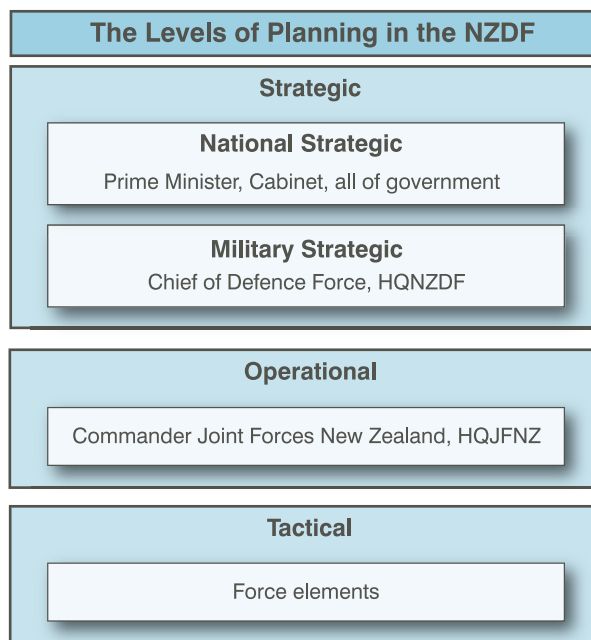 The Levels of Planning in the NZDF
Strategic
National Strategic
Prime Minister, Cabinet, all of government
Military Strategic
Chief of Defence Force, HQNZDF
Operational
Commander Joint Forces New Zealand, HQJFNZ
Tactical
Force elements